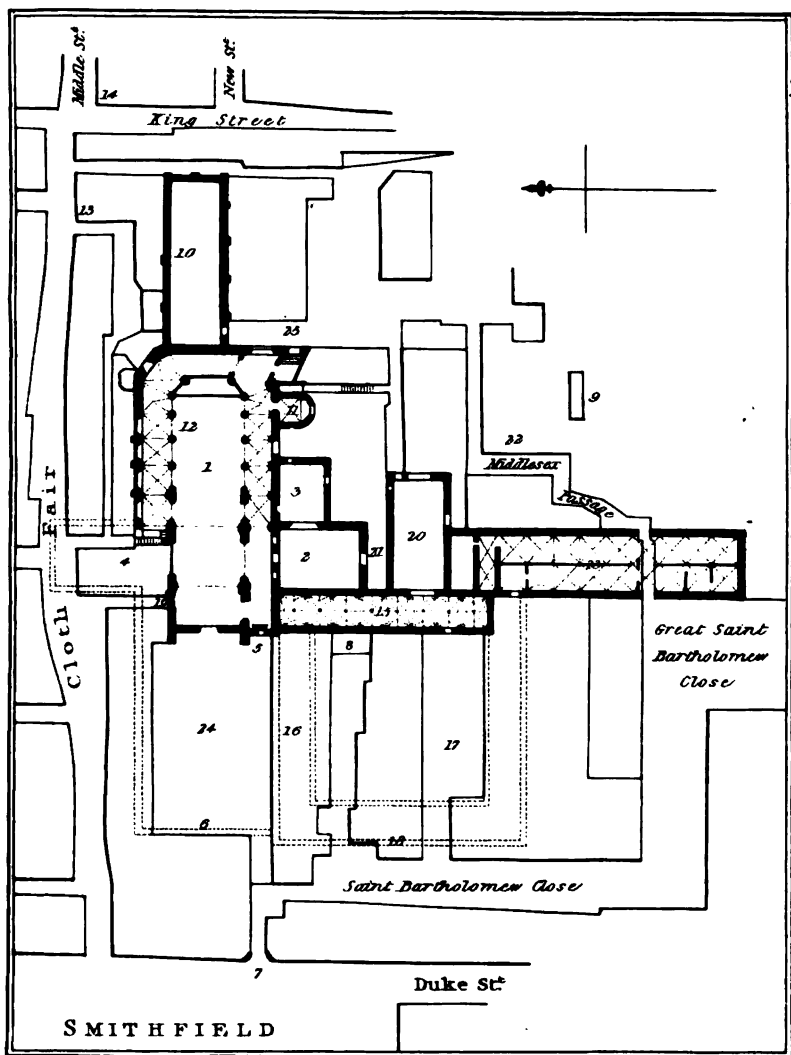 Middle St.
New St.
14
King Street
13
10
25
9
12
11
22
1
Middlesex
3
Passage
Fair
20
2
21
4
15
Great Saint
Bartholomew
Close
Cloth
5
8
24
16
17
6
18
Saint Bartholomew Close
7
Duke St.
SMITHFIELD